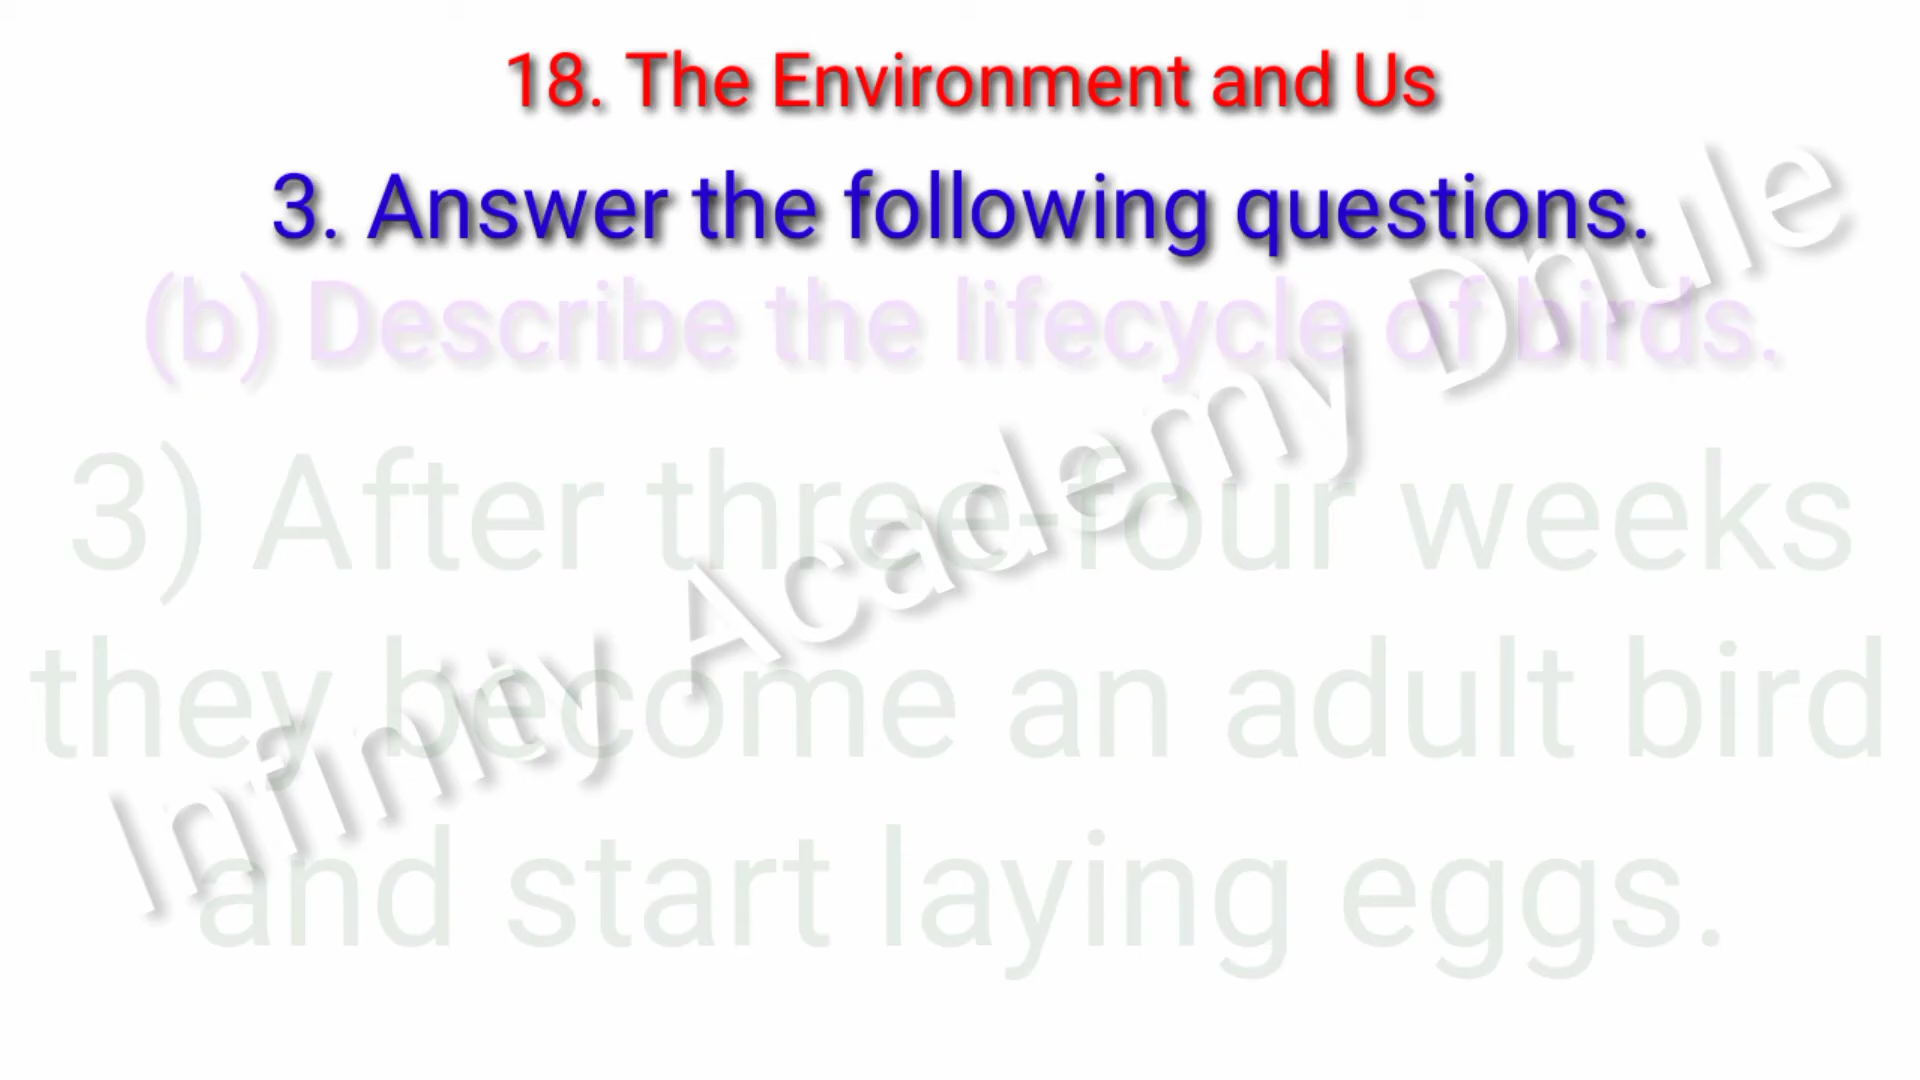 18. The Environment and Us
3. Answer the following questions.
(b) Describe the lifecycle of birds.
3) After three-four weeks
they become an adult bird
and start laying eggs.
Infinity Academy Dhule